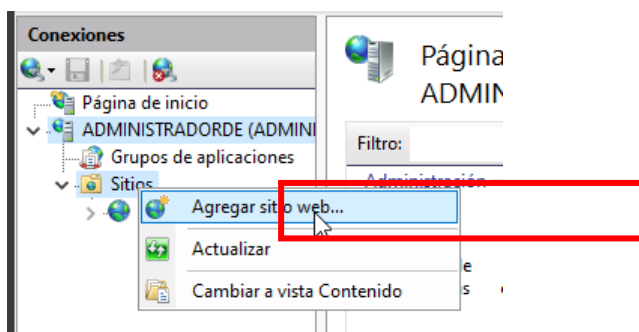 Conexiones
Página de inicio
ADMINISTRADORDE (ADMINI
Grupos de aplicaciones
Sitios
Agregar sitio web...
Actualizar
Cambiar a vista Contenido
Página
ADMIN
Filtro:
Administración